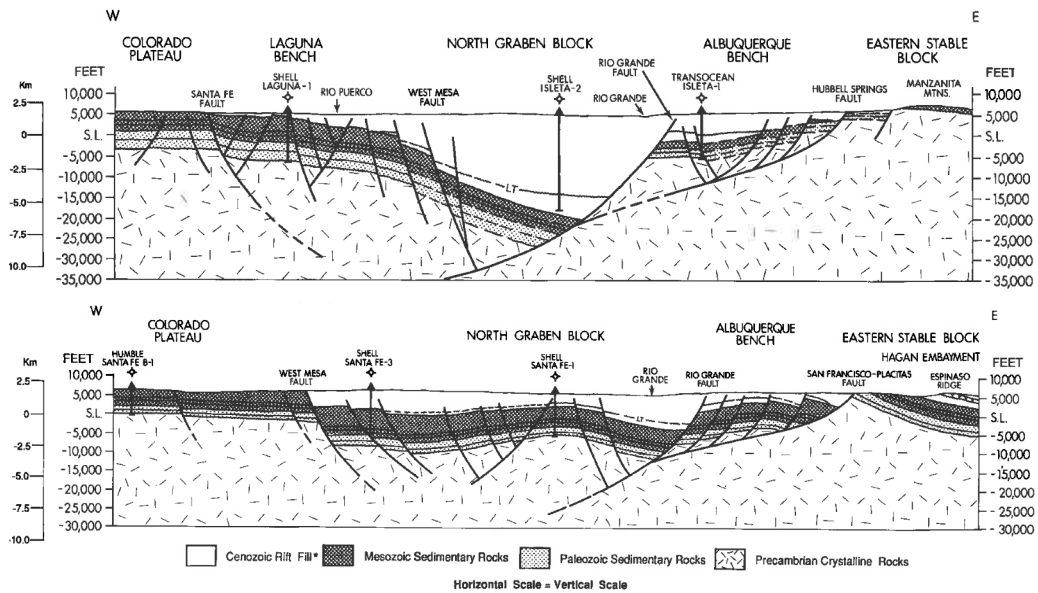 W
E
COLORADO
PLATEAU
LAGUNA
BENCH
NORTH GRABEN BLOCK
ALBUQUERQUE
BENCH
EASTERN STABLE
BLOCK
Km
FEET
SANTA FE
FAULT
SHELL
LAGUNA-1
RIO PUERCO
WEST MESA
FAULT
SHELL
ISLETA-2
RIO GRANDE
RIO GRANDE
FAULT
TRANSOCEAN
ISLETA-1
HUBBELL SPRINGS
FAULT
MANZANITA
MTNS.
FEET
2.5
0
-2.5
-5.0
-7.5
10.0
10,000
5,000
S.L.
-5,000
-10,000
-15,000
-20,000
-25,000
-30,000
-35,000
LT
10,000
5,000
S.L.
-5,000
-10,000
-15,000
-20,000
-25,000
-30,000
-35,000
W
E
COLORADO
PLATEAU
NORTH GRABEN BLOCK
ALBUQUERQUE
BENCH
EASTERN STABLE BLOCK
HAGAN EMBAYMENT
Km
FEET
HUMBLE
SANTA FE B-1
WEST MESA
FAULT
SHELL
SANTA FE-3
SHELL
SANTA FE-1
RIO
GRANDE
RIO GRANDE
FAULT
SAN FRANCISCO-PLACITAS
FAULT
ESPINASO
RIDGE
FEET
2.5
0
-2.5
-5.0
-7.5
-10.0
10,000
5,000
S.L.
-5,000
-10,000
-15,000
-20,000
-25,000
-30,000
LT
10,000
5,000
S.L.
-5,000
-10,000
-15,000
-20,000
-25,000
-30,000
Cenozoic Rift Fill*
Mesozoic Sedimentary Rocks
Paleozoic Sedimentary Rocks
Precambrian Crystalline Rocks
Horizontal Scale = Vertical Scale